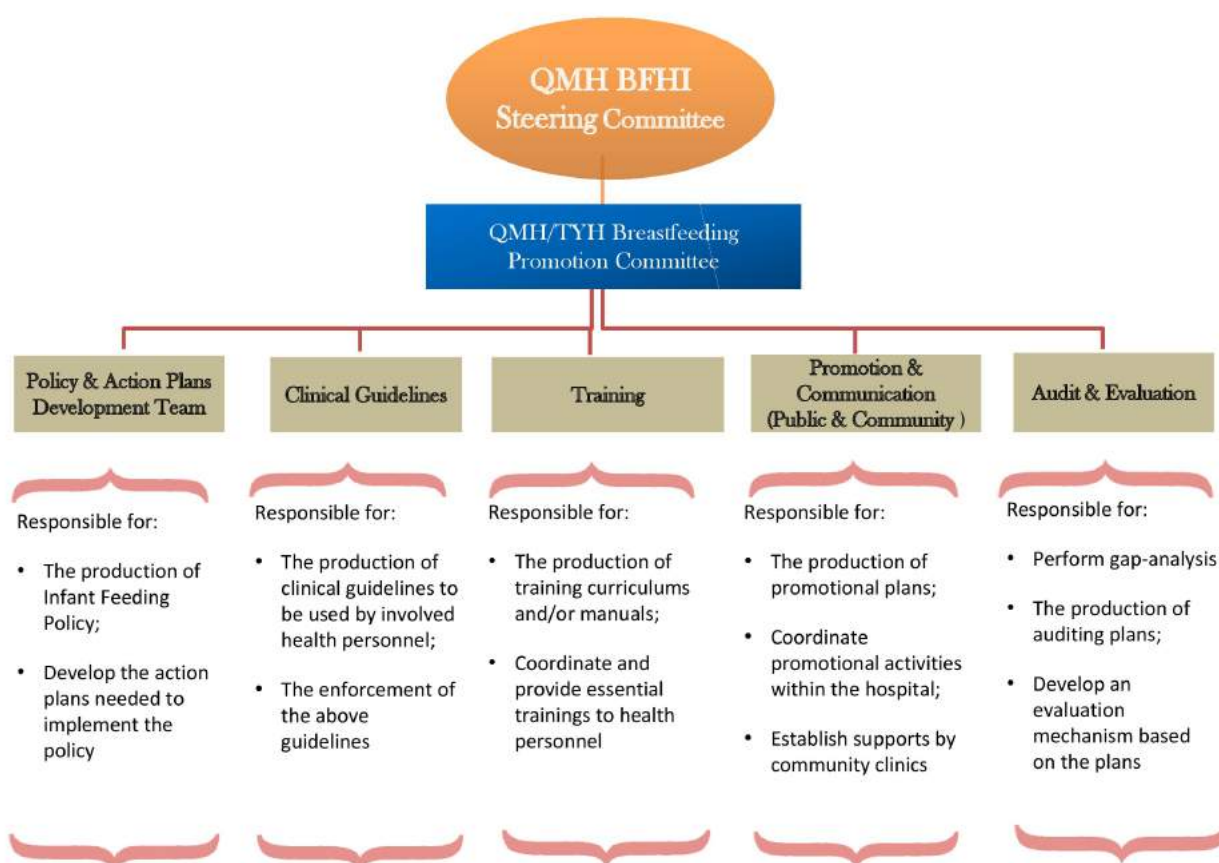 QMH BFHI
Steering Committee
QMH/TYH Breastfeeding
Promotion Committee
Policy & Action Plans
Development Team
Clinical Guidelines
Training
Promotion &
Communication
(Public & Community )
Audit & Evaluation
Responsible for:
• The production of
Infant Feeding
Policy;
• Develop the action
plans needed to
implement the
policy
Responsible for:
• The production of
clinical guidelines to
be used by involved
health personnel;
• The enforcement of
the above
guidelines
Responsible for:
• The production of
training curriculums
and/or manuals;
• Coordinate and
provide essential
trainings to health
personnel
Responsible for:
• The production of
promotional plans;
• Coordinate
promotional activities
within the hospital;
• Establish supports by
community clinics
Responsible for:
• Perform gap-analysis
• The production of
auditing plans;
• Develop an
evaluation
mechanism based
on the plans